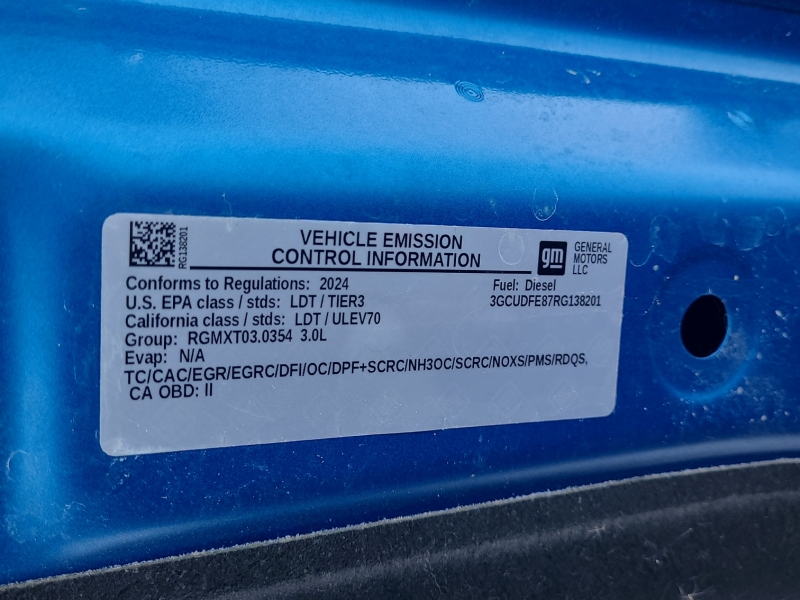 RG138201
VEHICLE EMISSION
CONTROL INFORMATION
gm
GENERAL
MOTORS
LLC
Conforms to Regulations: 2024
Fuel: Diesel
U.S. EPA class / stds: LDT / TIER3
3GCUDFE87RG138201
California class / stds: LDT / ULEV70
Group: RGMXT03.0354 3.0L
Evap: N/A
TC/CAC/EGR/EGRC/DFI/OC/DPF+SCRC/NH3OC/SCRC/NOXS/PMS/RDQS,
CA OBD: II